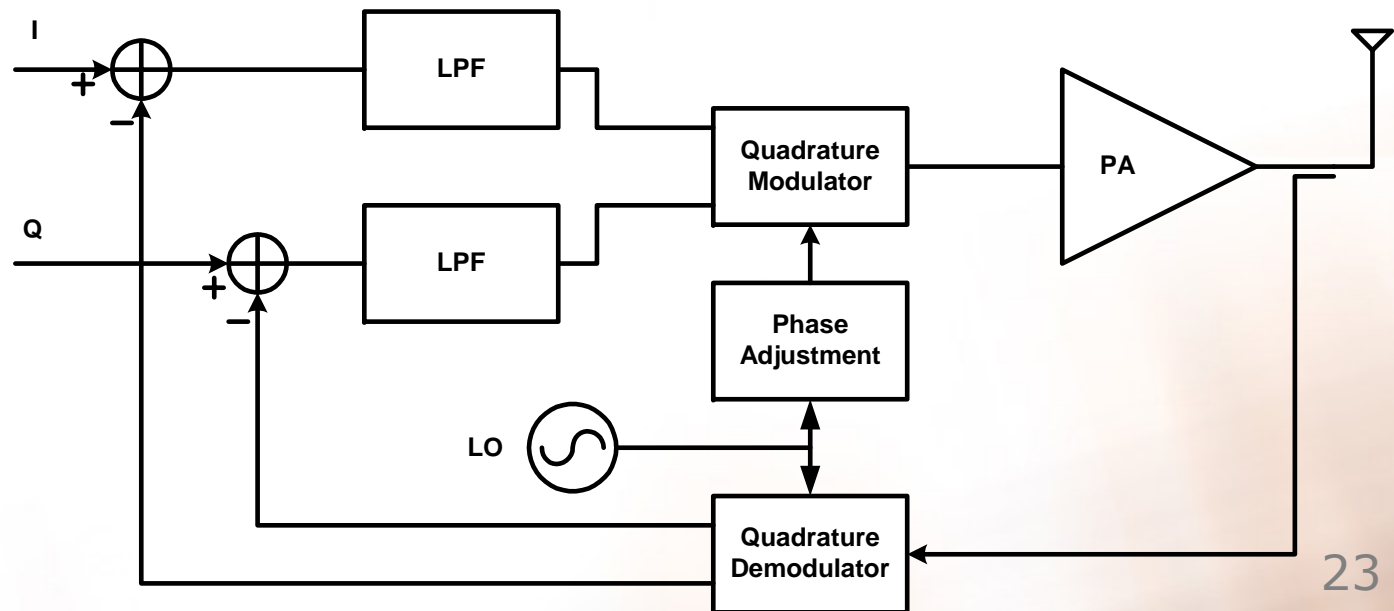 I
+
−
LPF
Q
+
−
LPF
Quadrature
Modulator
PA
Phase
Adjustment
LO
Quadrature
Demodulator
23